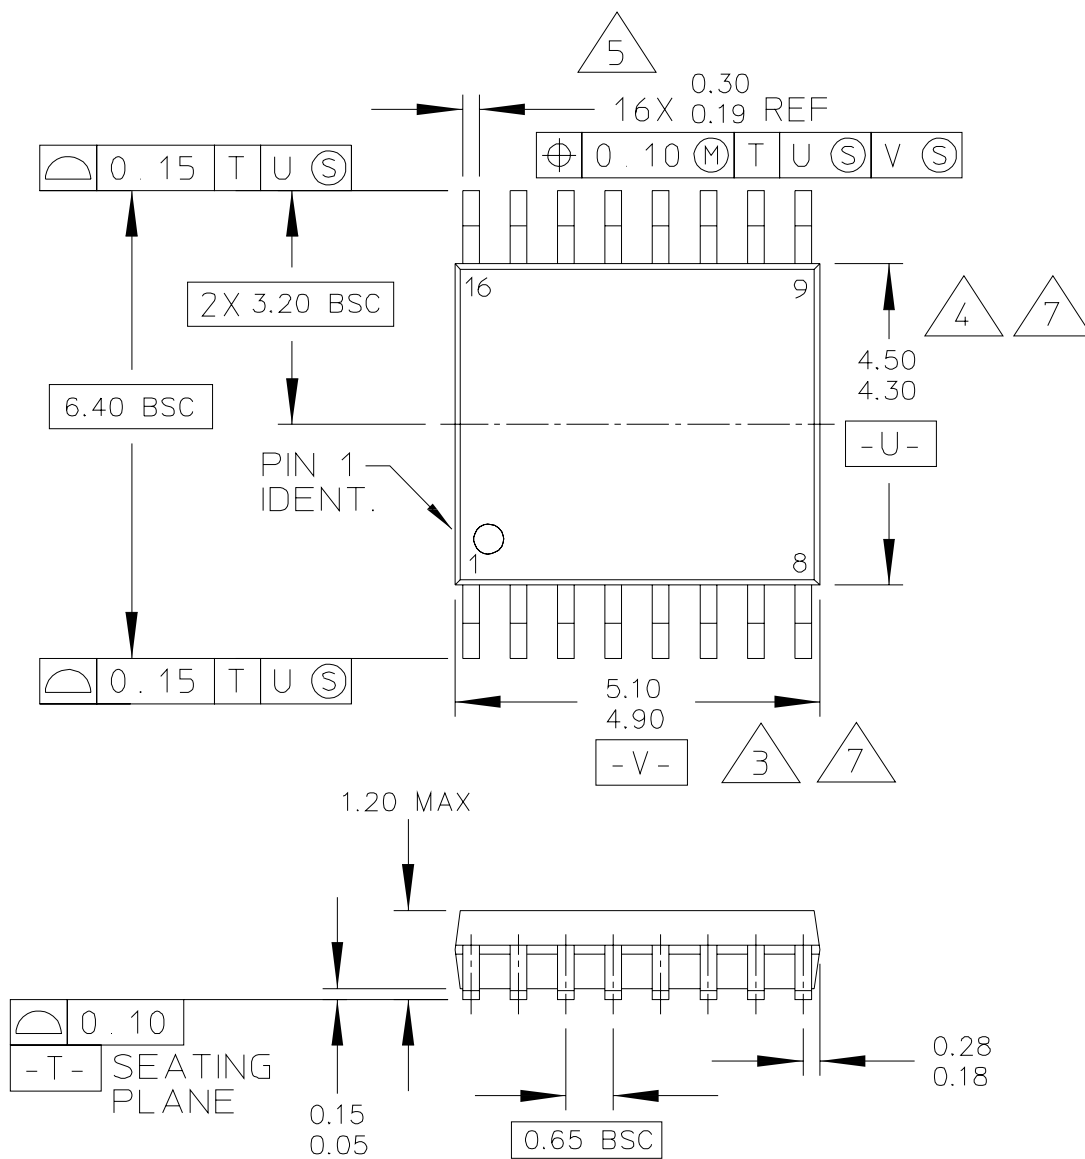 5
0.30
16X 0.19 REF
0.10 Ⓜ T U Ⓢ V Ⓢ
0.15 T U Ⓢ
2X 3.20 BSC
16 9
4 7
4.50
4.30
6.40 BSC
-U-
PIN 1
IDENT.
1 8
0.15 T U Ⓢ
5.10
4.90
-V- 3 7
1.20 MAX
0.10
-T- SEATING
PLANE
0.28
0.18
0.15
0.05
0.65 BSC